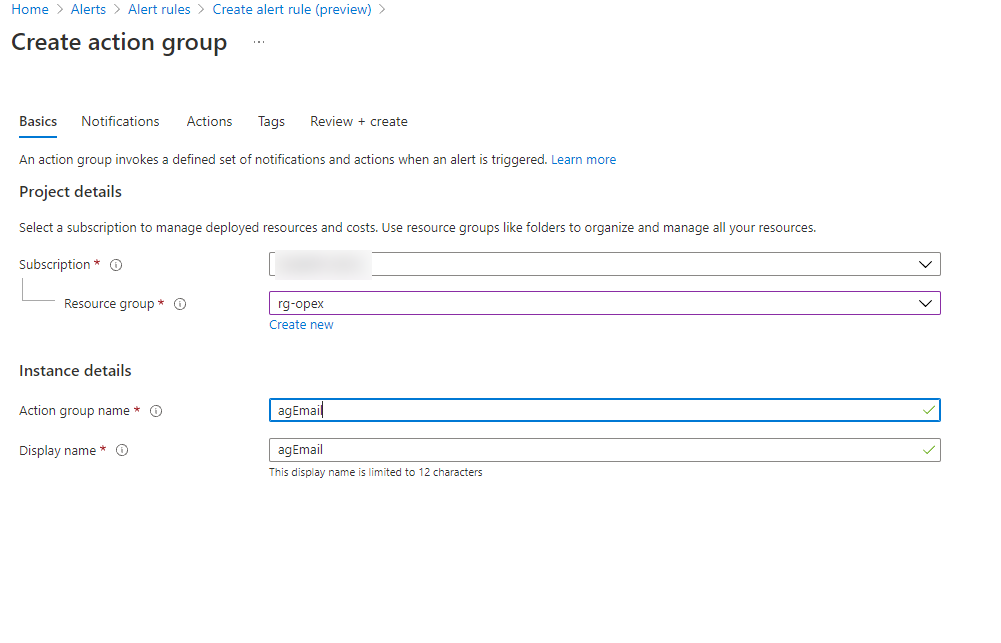 Home > Alerts > Alert rules > Create alert rule (preview) >
Create action group ...
Basics Notifications Actions Tags Review + create
An action group invokes a defined set of notifications and actions when an alert is triggered. Learn more
Project details
Select a subscription to manage deployed resources and costs. Use resource groups like folders to organize and manage all your resources.
Subscription *
Resource group * rg-opex
Create new
Instance details
Action group name * agEmail
Display name * agEmail
This display name is limited to 12 characters